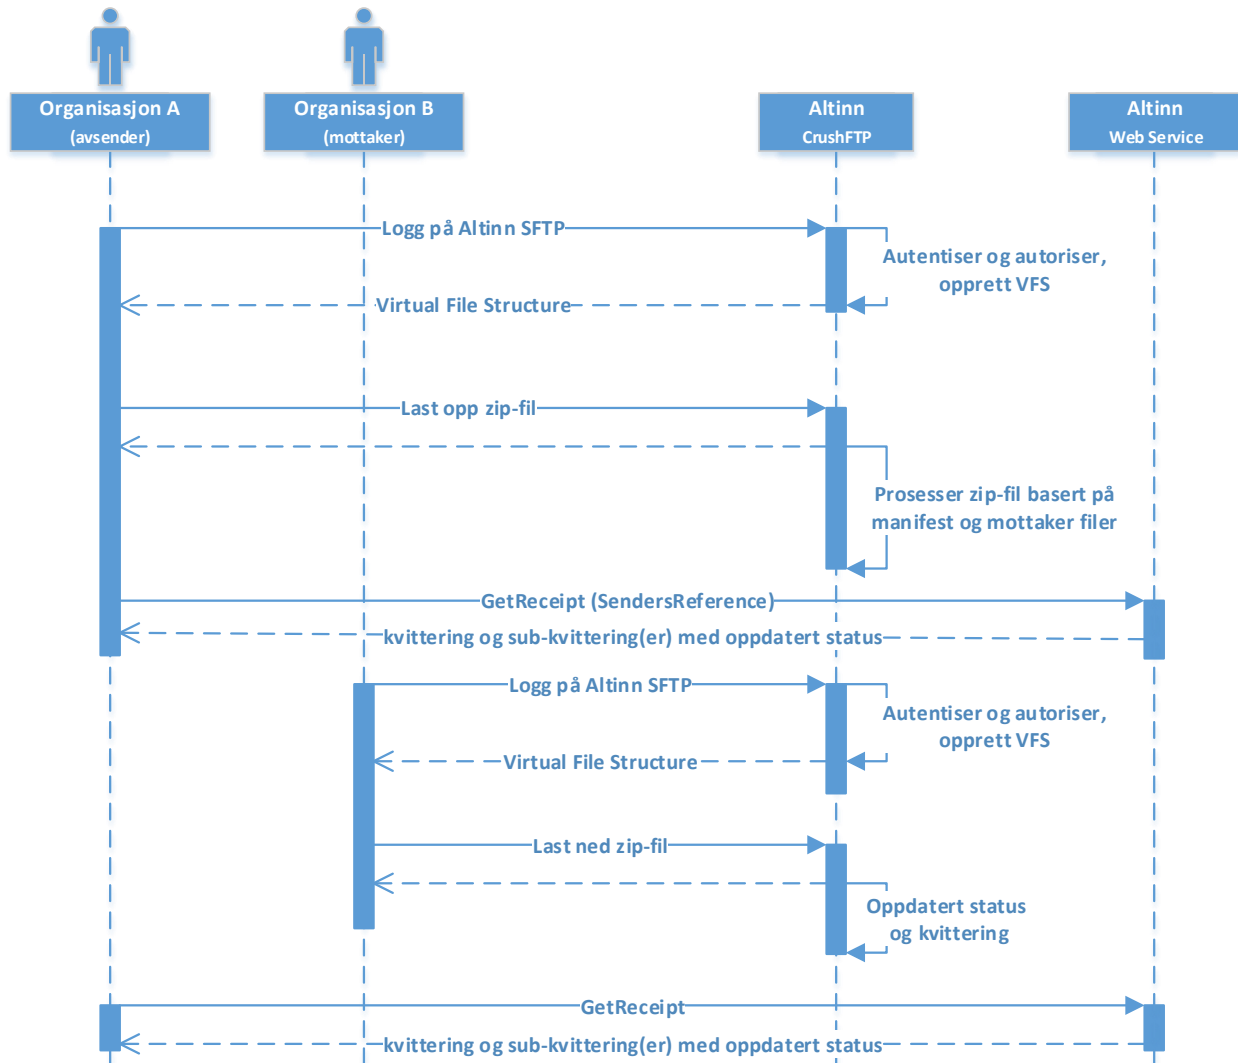 Organisasjon A
(avsender)
Organisasjon B
(mottaker)
Altinn
CrushFTP
Altinn
Web Service
Logg på Altinn SFTP
Autentiser og autoriser,
opprett VFS
Virtual File Structure
Last opp zip-fil
Prosesser zip-fil basert på
manifest og mottaker filer
GetReceipt (SendersReference)
kvittering og sub-kvittering(er) med oppdatert status
Logg på Altinn SFTP
Autentiser og autoriser,
opprett VFS
Virtual File Structure
Last ned zip-fil
Oppdatert status
og kvittering
GetReceipt
kvittering og sub-kvittering(er) med oppdatert status